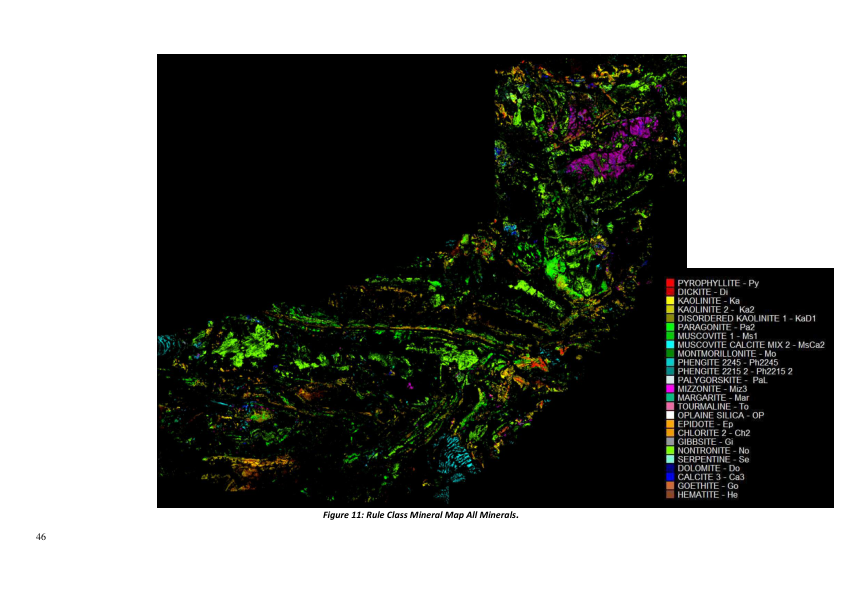 PYROPHYLLITE - Py
DICKITE - Di
KAOLINITE - Ka
KAOLINITE 2 - Ka2
DISORDERED KAOLINITE 1 - KaD1
PARAGONITE - Pa2
MUSCOVITE 1 - Ms1
MUSCOVITE CALCITE MIX 2 - MsCa2
MONTMORILLONITE - Mo
PHENGITE 2245 - Ph2245
PHENGITE 2215 2 - Ph2215 2
PALYGORSKITE - PaL
MIZZONITE - Miz3
MARGARITE - Mar
TOURMALINE - To
OPLAINE SILICA - OP
EPIDOTE - Ep
CHLORITE 2 - Ch2
GIBBSITE - Gi
NONTRONITE - No
SERPENTINE - Se
DOLOMITE - Do
CALCITE 3 - Ca3
GOETHITE - Go
HEMATITE - He
Figure 11: Rule Class Mineral Map All Minerals.
46